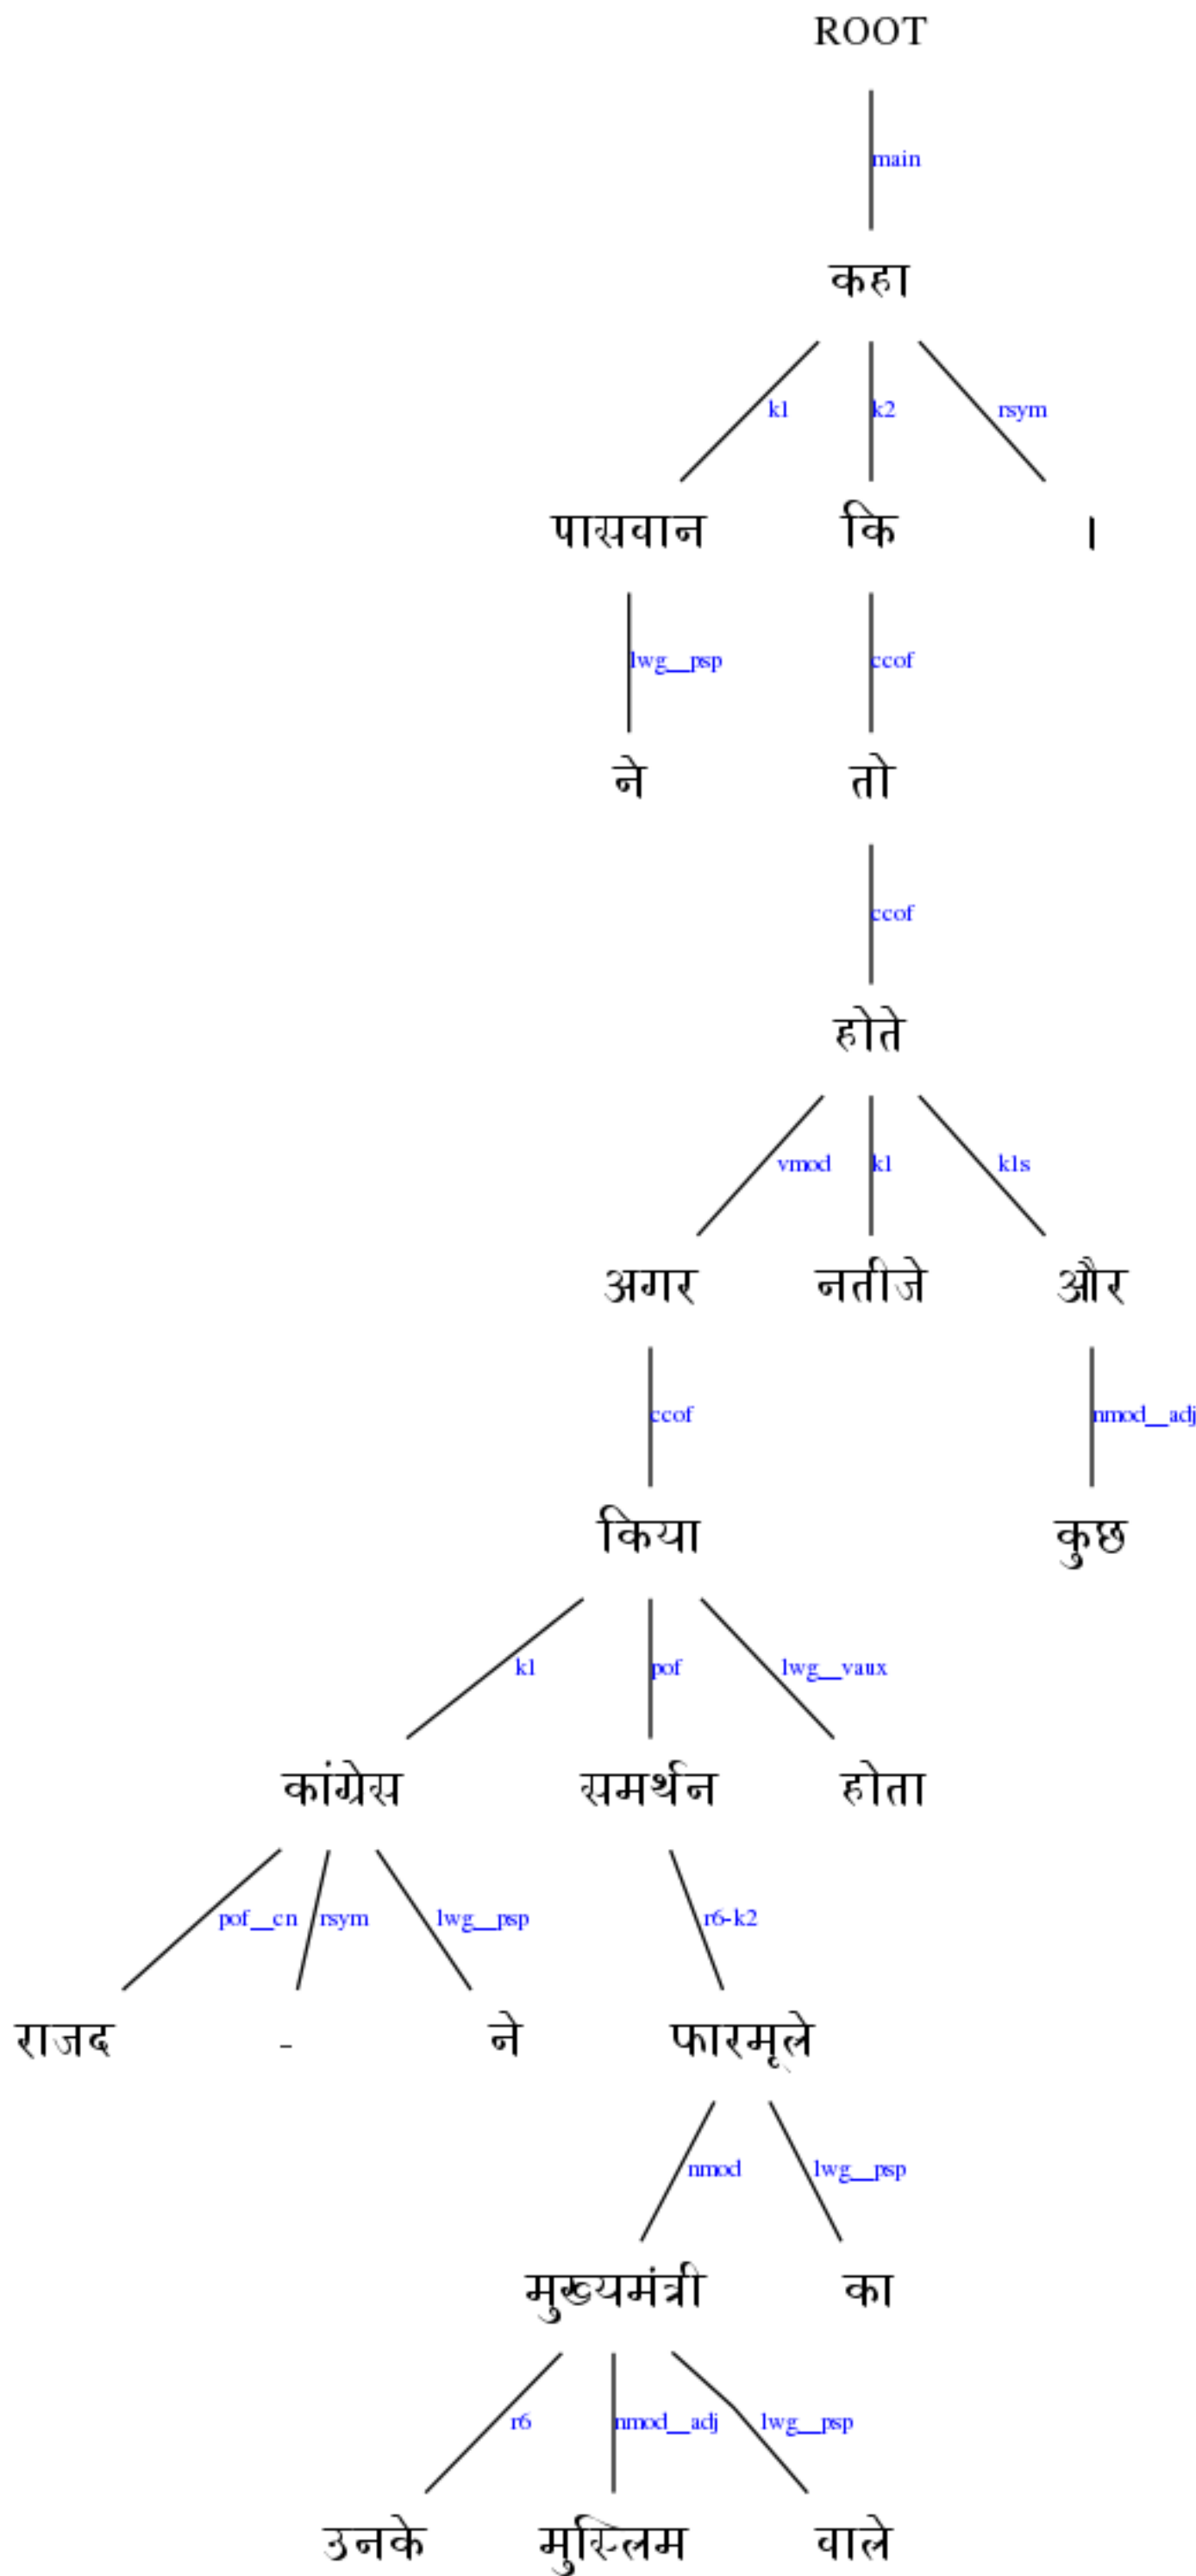 ROOT
main
कहा
k1 k2 rsym
पासवान कि ।
lwg__psp ccof
ने तो
ccof
होते
vmod k1 k1s
अगर नतीजे और
ccof nmod__adj
किया कुछ
k1 pof lwg__vaux
कांग्रेस समर्थन होता
pof__cn rsym lwg__psp r6-k2
राजद - ने फारमूले
nmod lwg__psp
मुख्यमंत्री का
r6 nmod__adj lwg__psp
उनके मुस्लिम वाले